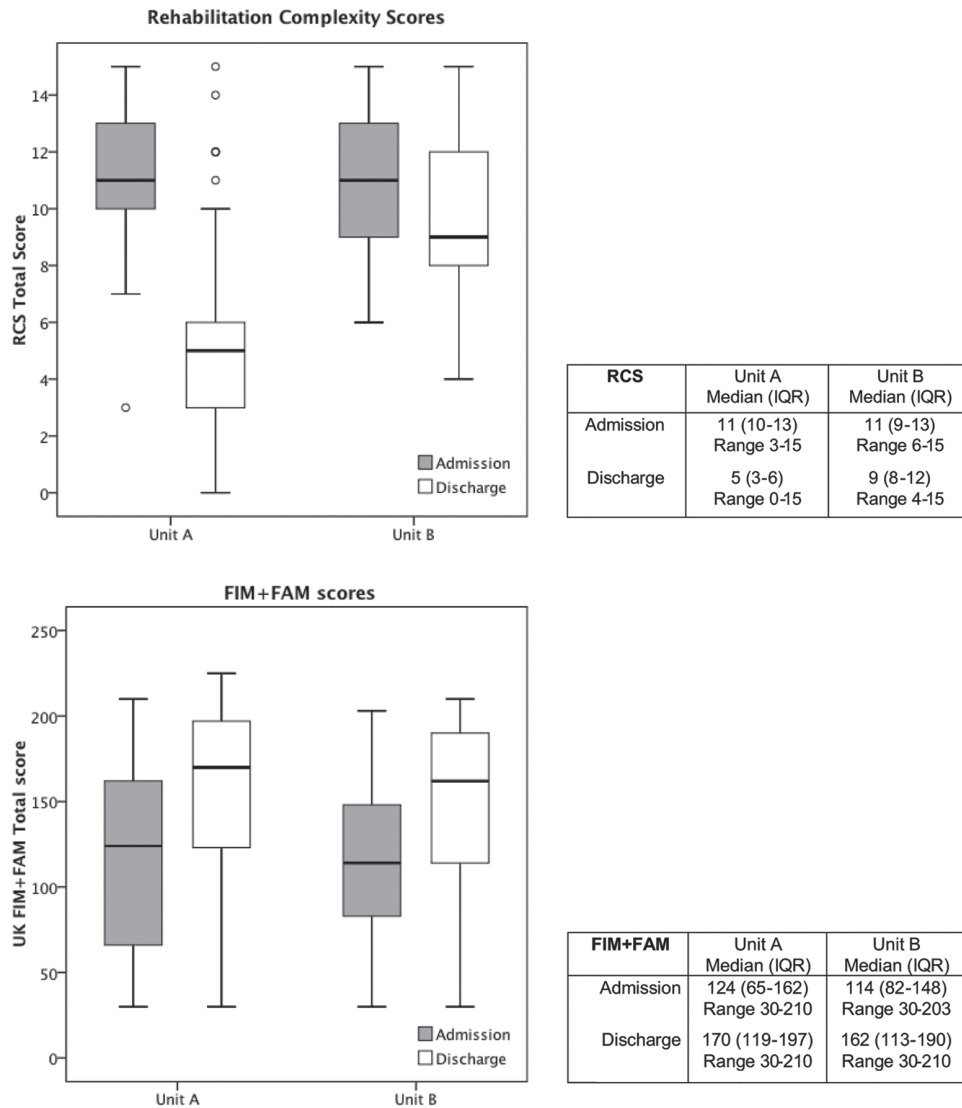 Rehabilitation Complexity Scores
RCS Total Score
14
12
10
8
6
4
2
0
Admission
Discharge
Unit A
Unit B
RCS
Unit A
Median (IQR)
Unit B
Median (IQR)
Admission
11 (10-13)
Range 3-15
11 (9-13)
Range 6-15
Discharge
5 (3-6)
Range 0-15
9 (8-12)
Range 4-15
FIM+FAM scores
UK FIM+FAM Total score
250
200
150
100
50
0
Admission
Discharge
Unit A
Unit B
FIM+FAM
Unit A
Median (IQR)
Unit B
Median (IQR)
Admission
124 (65-162)
Range 30-210
114 (82-148)
Range 30-203
Discharge
170 (119-197)
Range 30-210
162 (113-190)
Range 30-210